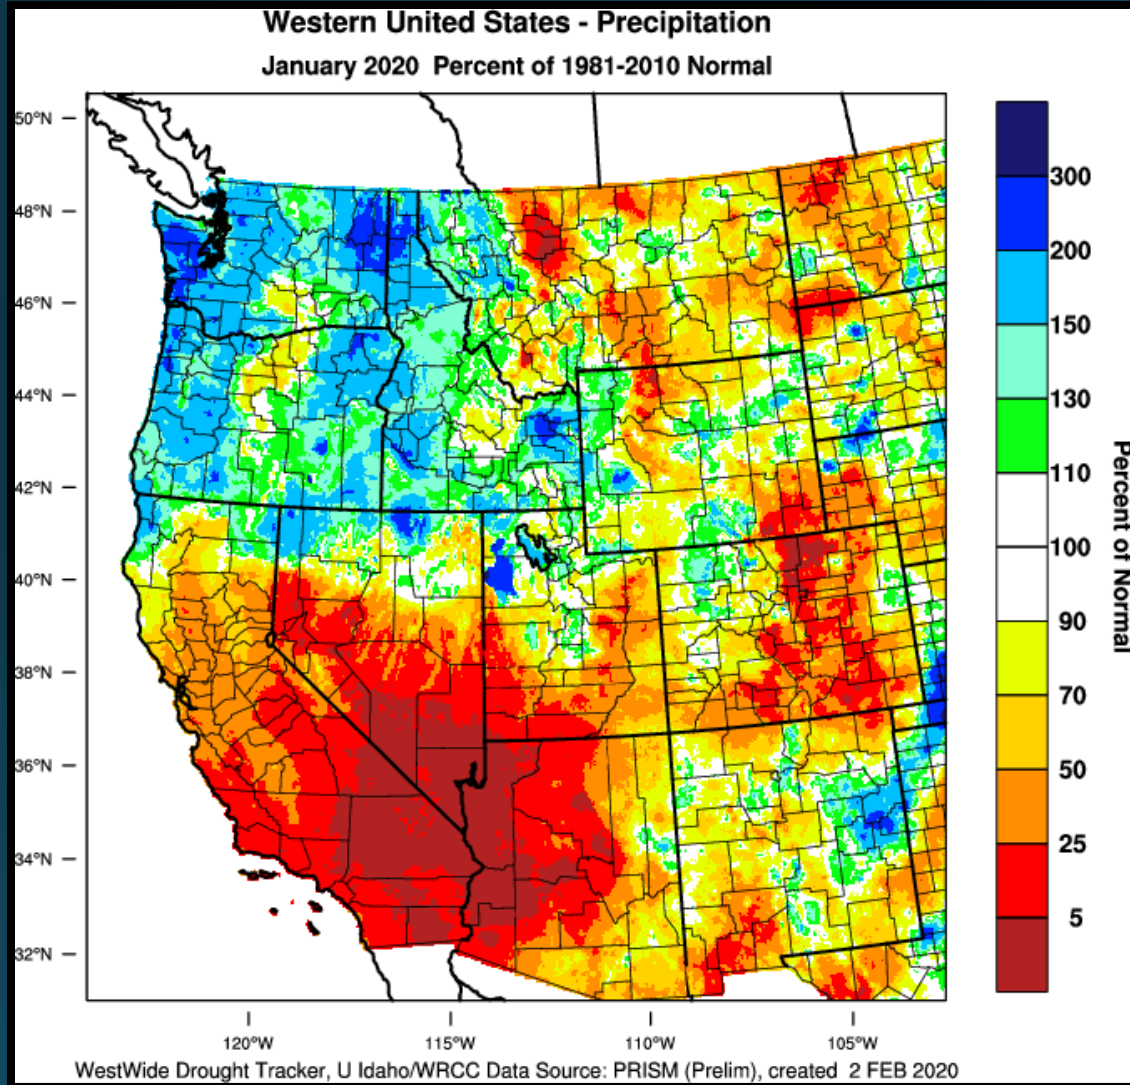 Western United States - Precipitation
January 2020  Percent of 1981-2010 Normal
50°N
48°N
46°N
44°N
42°N
40°N
38°N
36°N
34°N
32°N
120°W
115°W
110°W
105°W
300
200
150
130
110
100
90
70
50
25
5
Percent of Normal
WestWide Drought Tracker, U Idaho/WRCC Data Source: PRISM (Prelim), created  2 FEB 2020